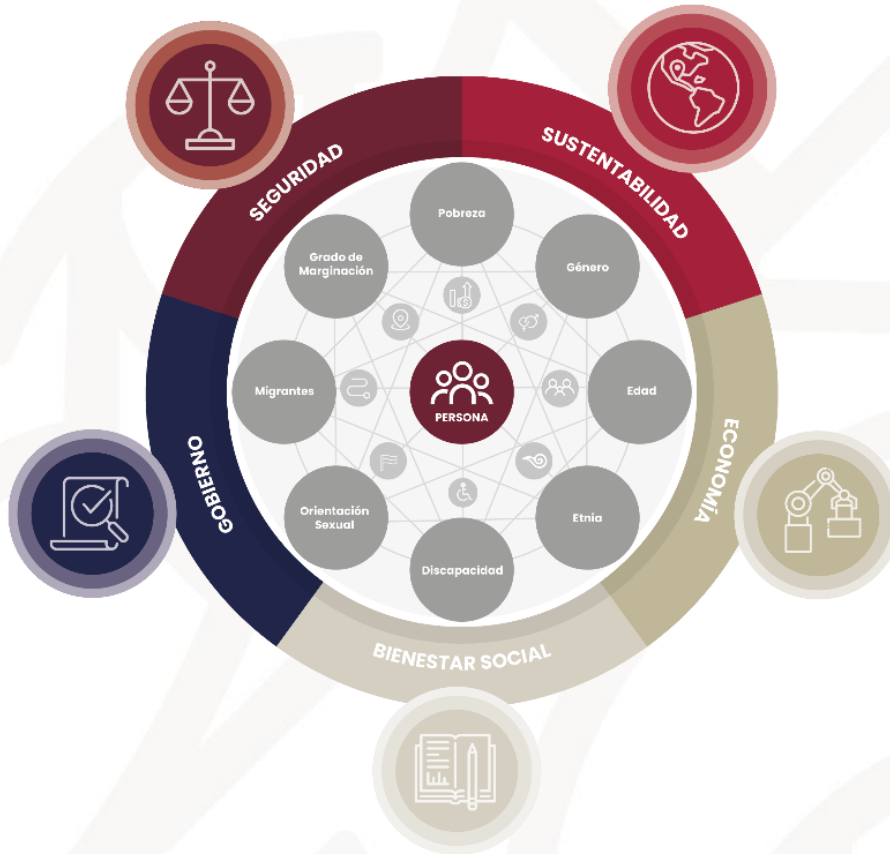 SEGURIDAD
SUSTENTABILIDAD
Pobreza
Grado de
Marginación
Género
Migrantes
PERSONA
Edad
ECONOMÍA
GOBIERNO
Orientación
Sexual
Etnia
Discapacidad
BIENESTAR SOCIAL